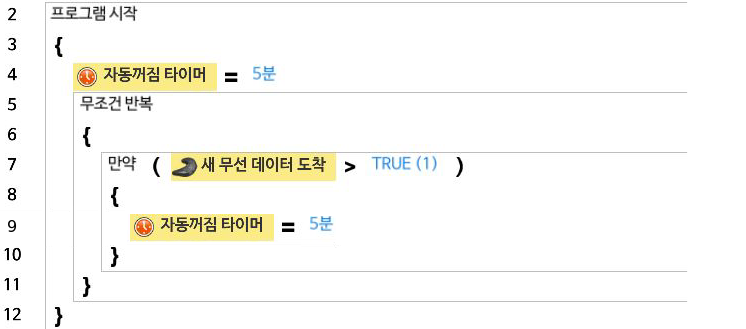 2 프로그램 시작
3 {
4 자동꺼짐 타이머 = 5분
5 무조건 반복
6 {
7 만약 ( 새 무선 데이터 도착 > TRUE (1) )
8 {
9 자동꺼짐 타이머 = 5분
10 }
11 }
12 }